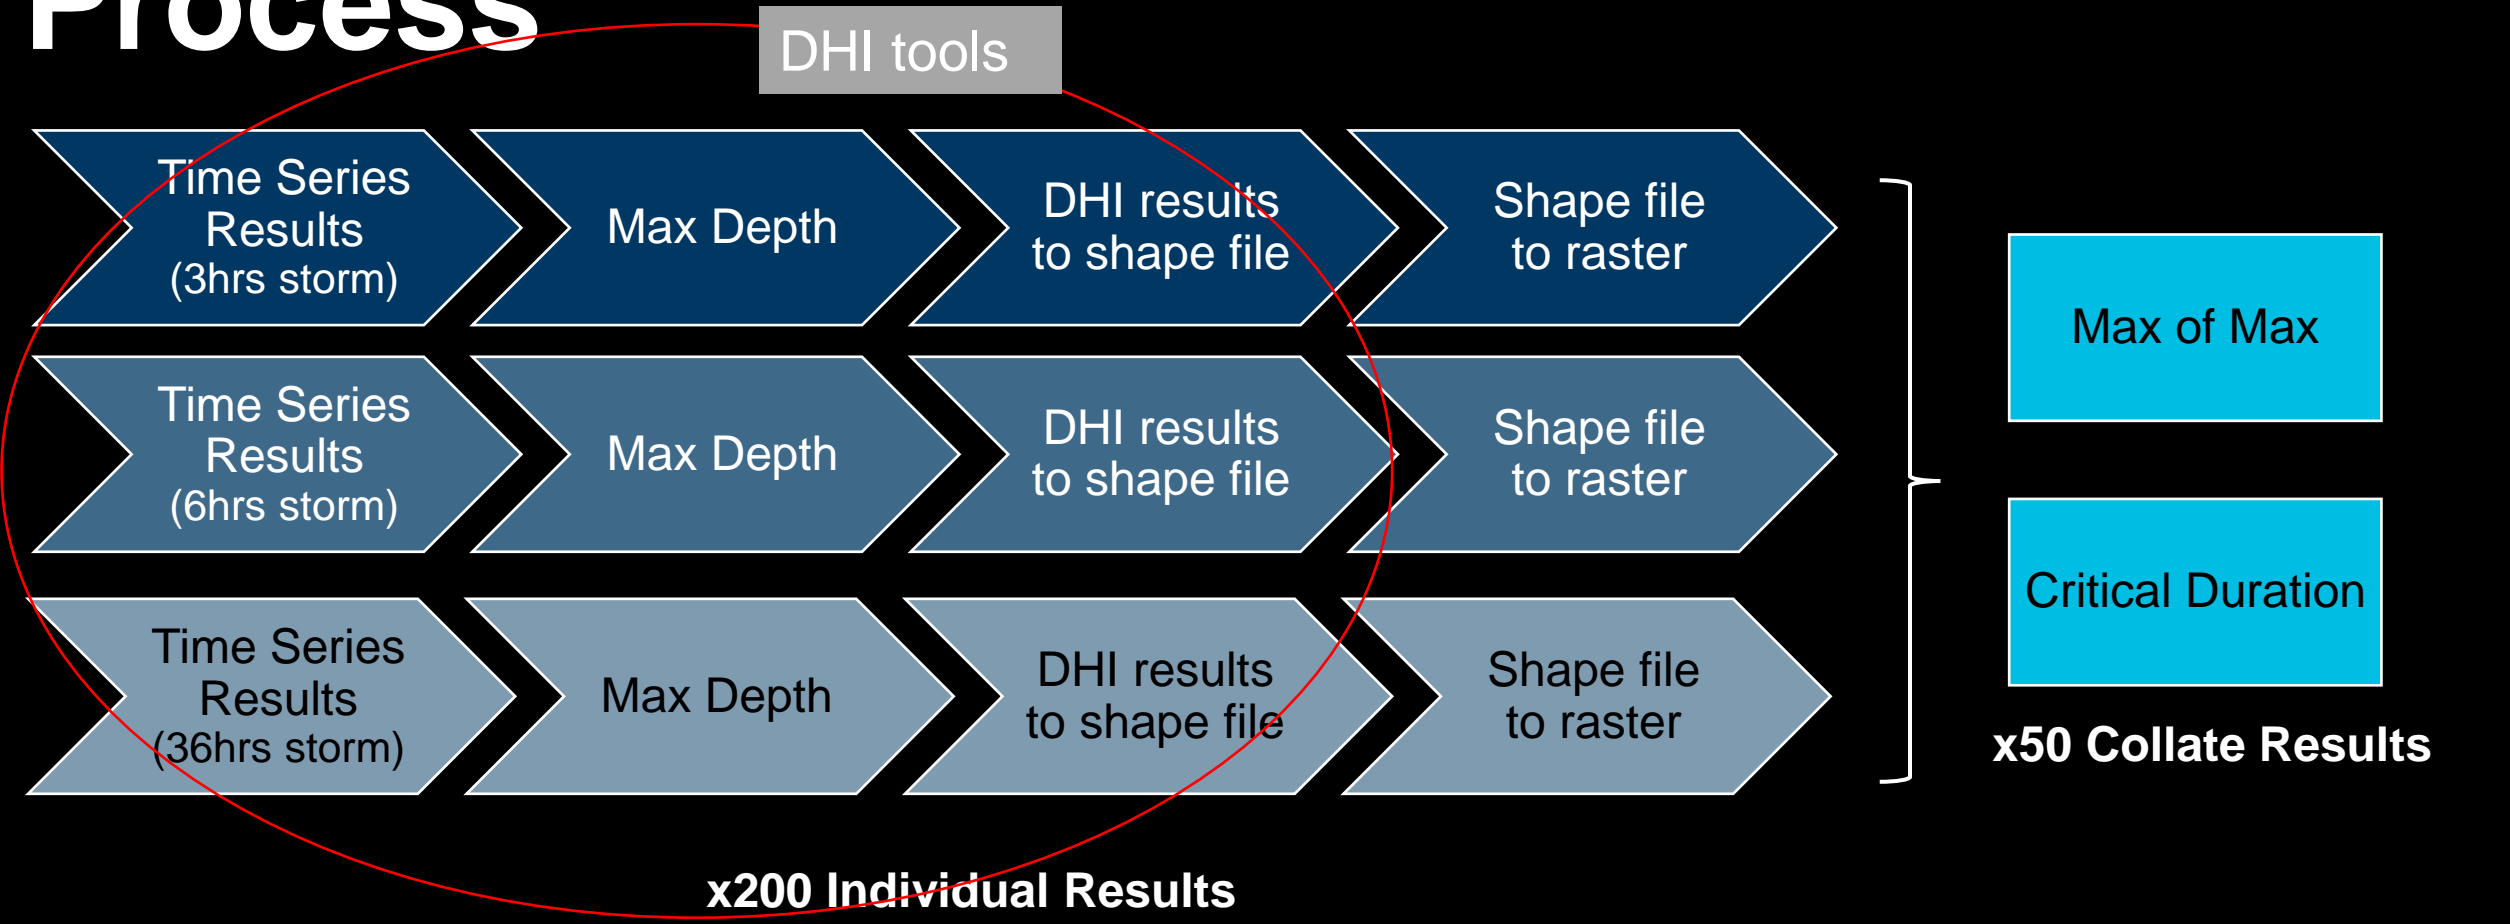 Process
DHI tools
Time Series
Results
(3hrs storm)
Max Depth
DHI results
to shape file
Shape file
to raster
Time Series
Results
(6hrs storm)
Max Depth
DHI results
to shape file
Shape file
to raster
Time Series
Results
(36hrs storm)
Max Depth
DHI results
to shape file
Shape file
to raster
Max of Max
Critical Duration
x50 Collate Results
x200 Individual Results